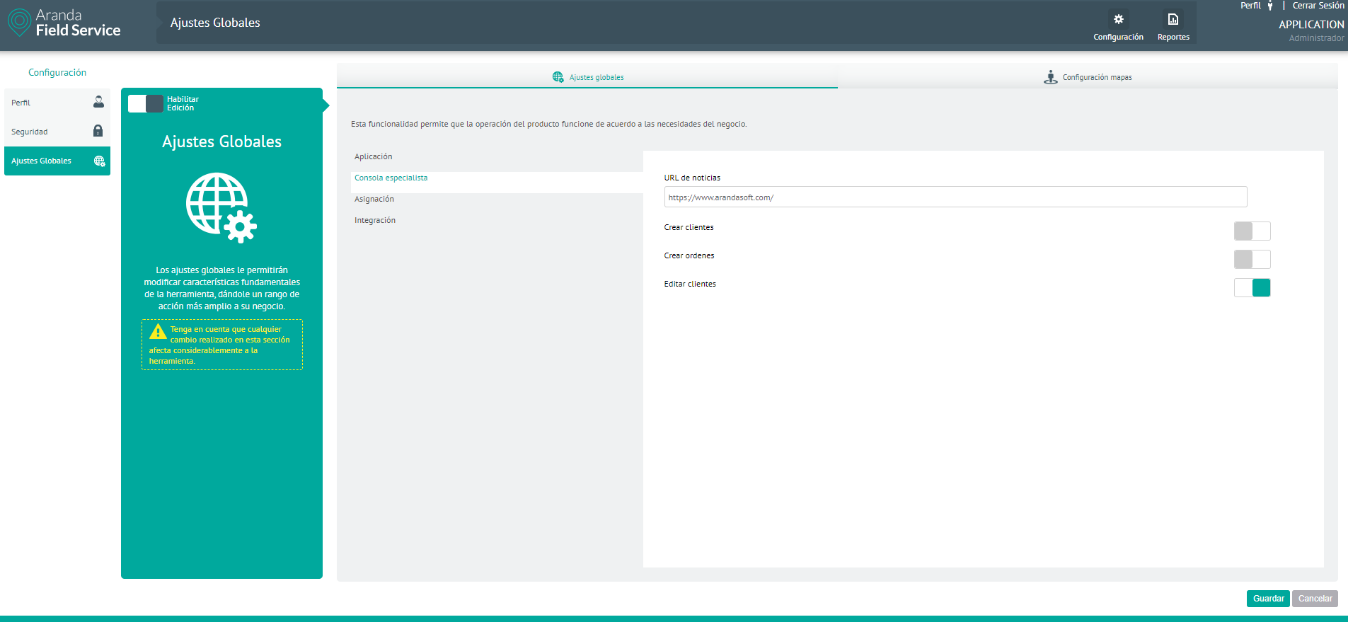 Aranda
Field Service
Ajustes Globales
Configuración
Reportes
Perfil | Cerrar Sesión
APPLICATION
Administrador
Configuración
Perfil
Seguridad
Ajustes Globales
Habilitar
Edición
Ajustes Globales
Los ajustes globales le permitirán
modificar características fundamentales
de la herramienta, dándole un rango de
acción más amplio a su negocio.
Tenga en cuenta que cualquier
cambio realizado en esta sección
afecta considerablemente a la
herramienta.
Ajustes globales
Configuración mapas
Esta funcionalidad permite que la operación del producto funcione de acuerdo a las necesidades del negocio.
Aplicación
Consola especialista
Asignación
Integración
URL de noticias
https://www.arandasoft.com/
Crear clientes
Crear ordenes
Editar clientes
Guardar
Cancelar